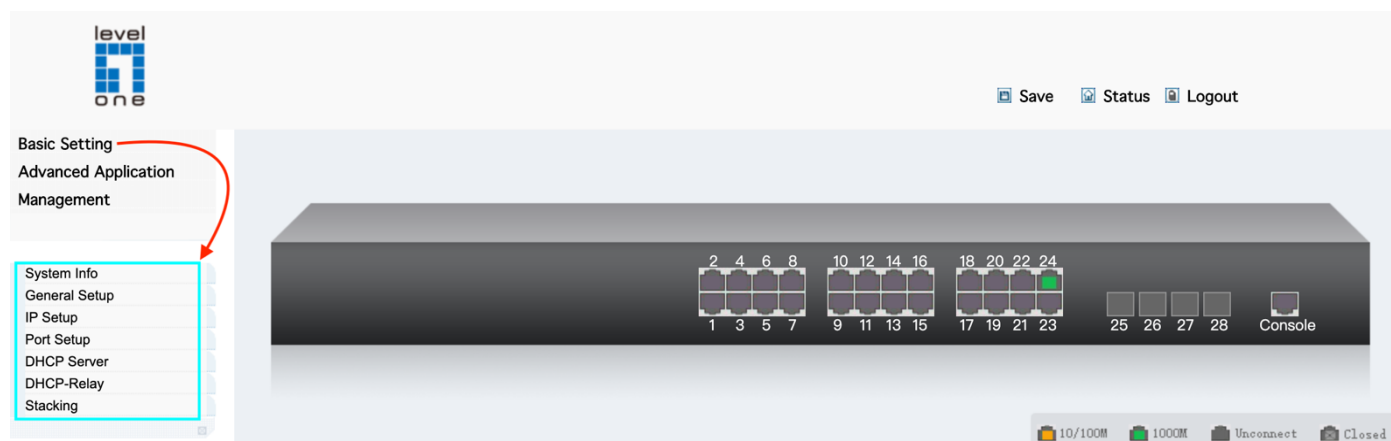 level
one
Save Status Logout
Basic Setting
Advanced Application
Management
System Info
General Setup
IP Setup
Port Setup
DHCP Server
DHCP-Relay
Stacking
2 4 6 8 10 12 14 16 18 20 22 24
1 3 5 7 9 11 13 15 17 19 21 23 25 26 27 28 Console
10/100M 1000M Unconnect Closed